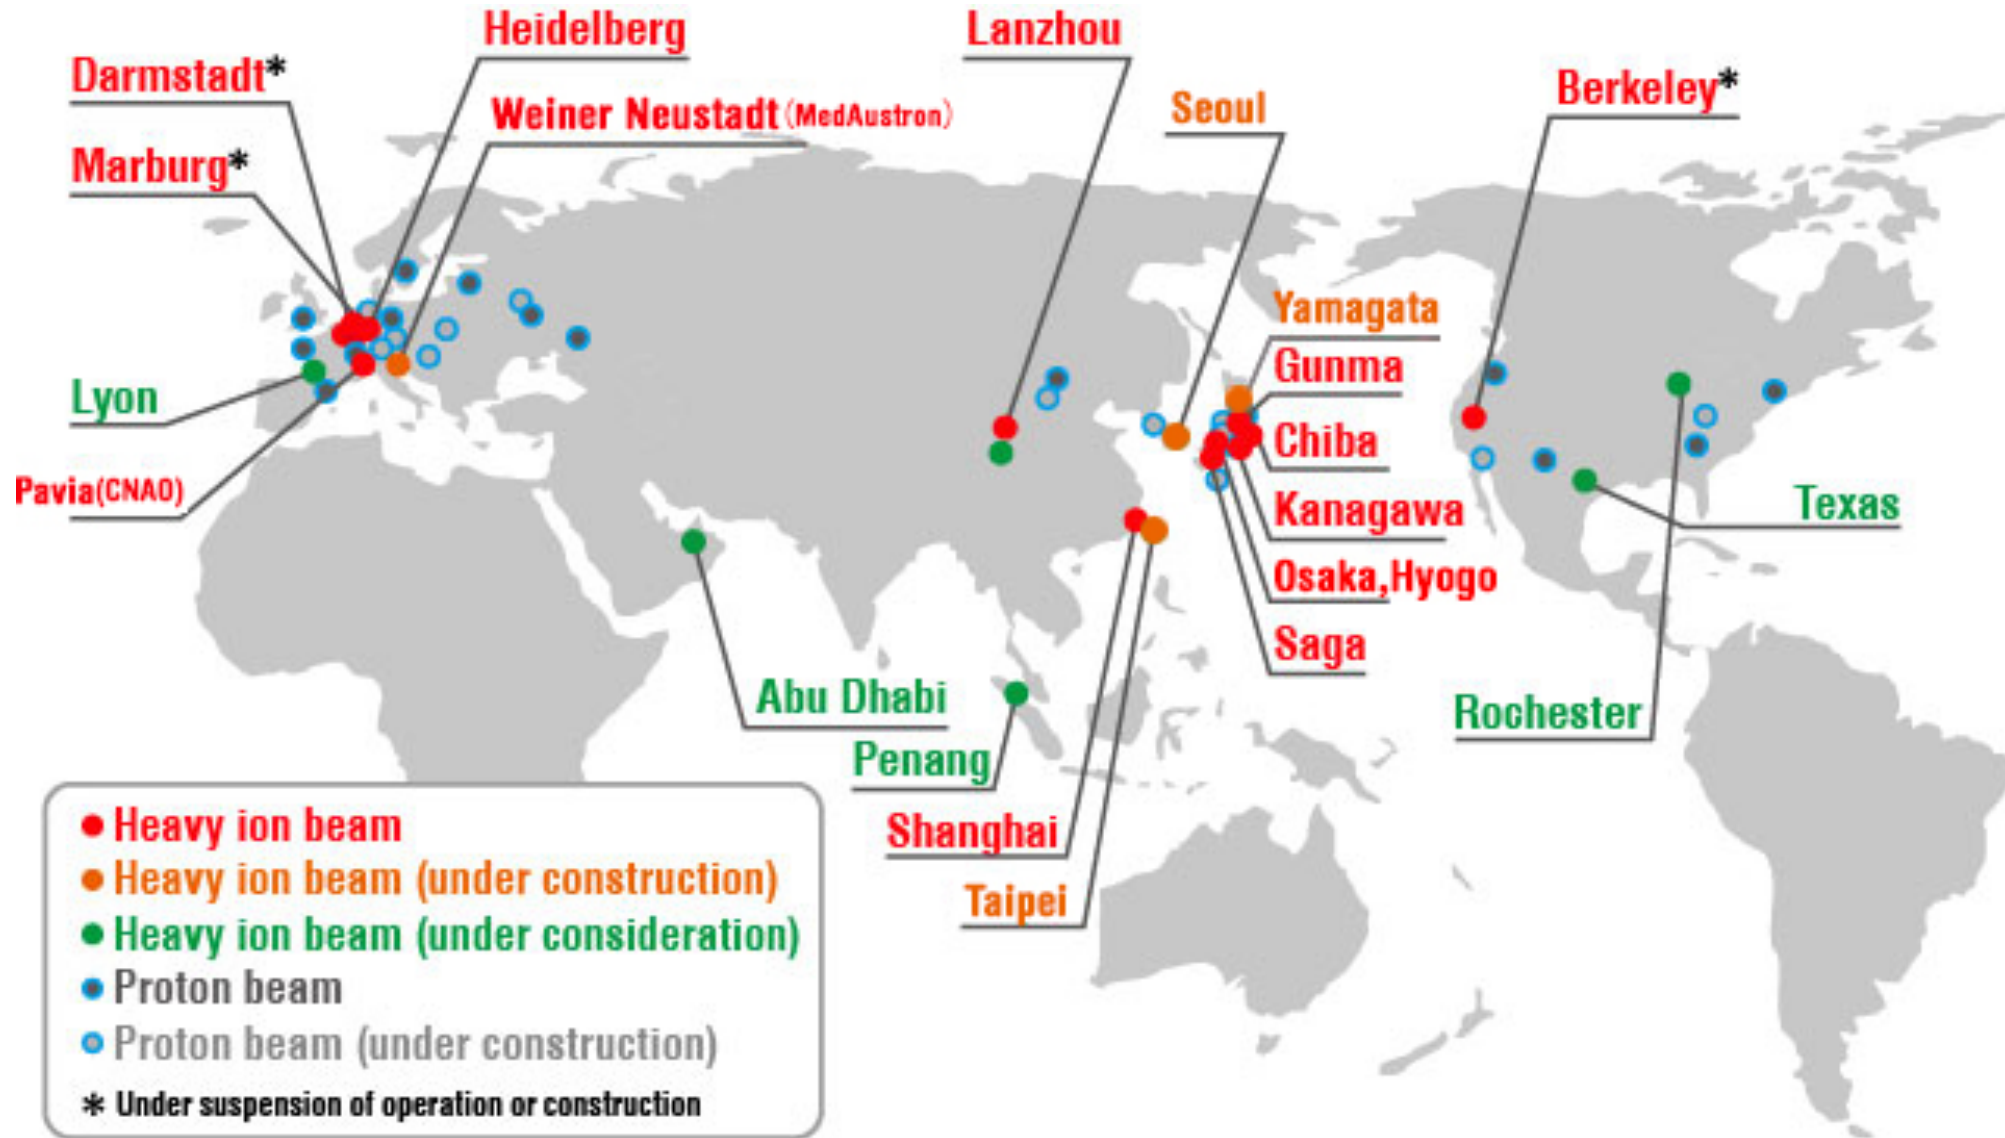 Heidelberg
Lanzhou
Darmstadt*
Berkeley*
Weiner Neustadt(MedAustron)
Seoul
Marburg*
Yamagata
Gunma
Lyon
Chiba
Pavia(CNAO)
Kanagawa
Texas
Osaka,Hyogo
Saga
Abu Dhabi
Rochester
Penang
Shanghai
Taipei
Heavy ion beam
Heavy ion beam (under construction)
Heavy ion beam (under consideration)
Proton beam
Proton beam (under construction)
* Under suspension of operation or construction